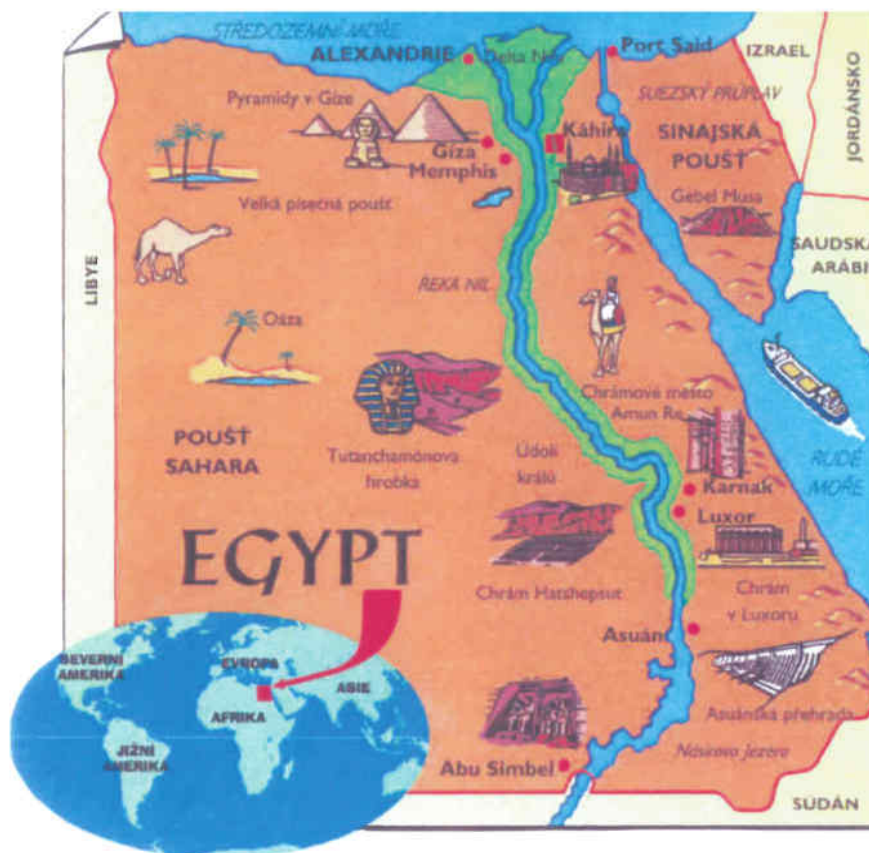 STŘEDOZEMNÍ MOŘE
ALEXANDRIE
Delta Nilu
Port Said
IZRAEL
JORDÁNSKO
Pyramidy v Gíze
SUEZSKÝ PRŮPLAV
Káhira
SINAJSKÁ
POUŠŤ
Gíza
Memphis
Gebel Musa
Velká písečná poušť
SAUDSKÁ
ARÁBI
LIBYE
ŘEKA NIL
Oáza
Chrámové město
Amun Re
POUŠŤ
SAHARA
Tutanchamónova
hrobka
Údolí
králů
RUDÉ
MOŘE
Karnak
Luxor
EGYPT
Chrám Hatshepsut
Chrám
v Luxoru
Asuán
SEVERNI
AMERIKA
EVROPA
ASIE
AFRIKA
JIŽNI
AMERIKA
Asuánská přehrada
Násirovo Jezero
Abu Simbel
SÚDÁN